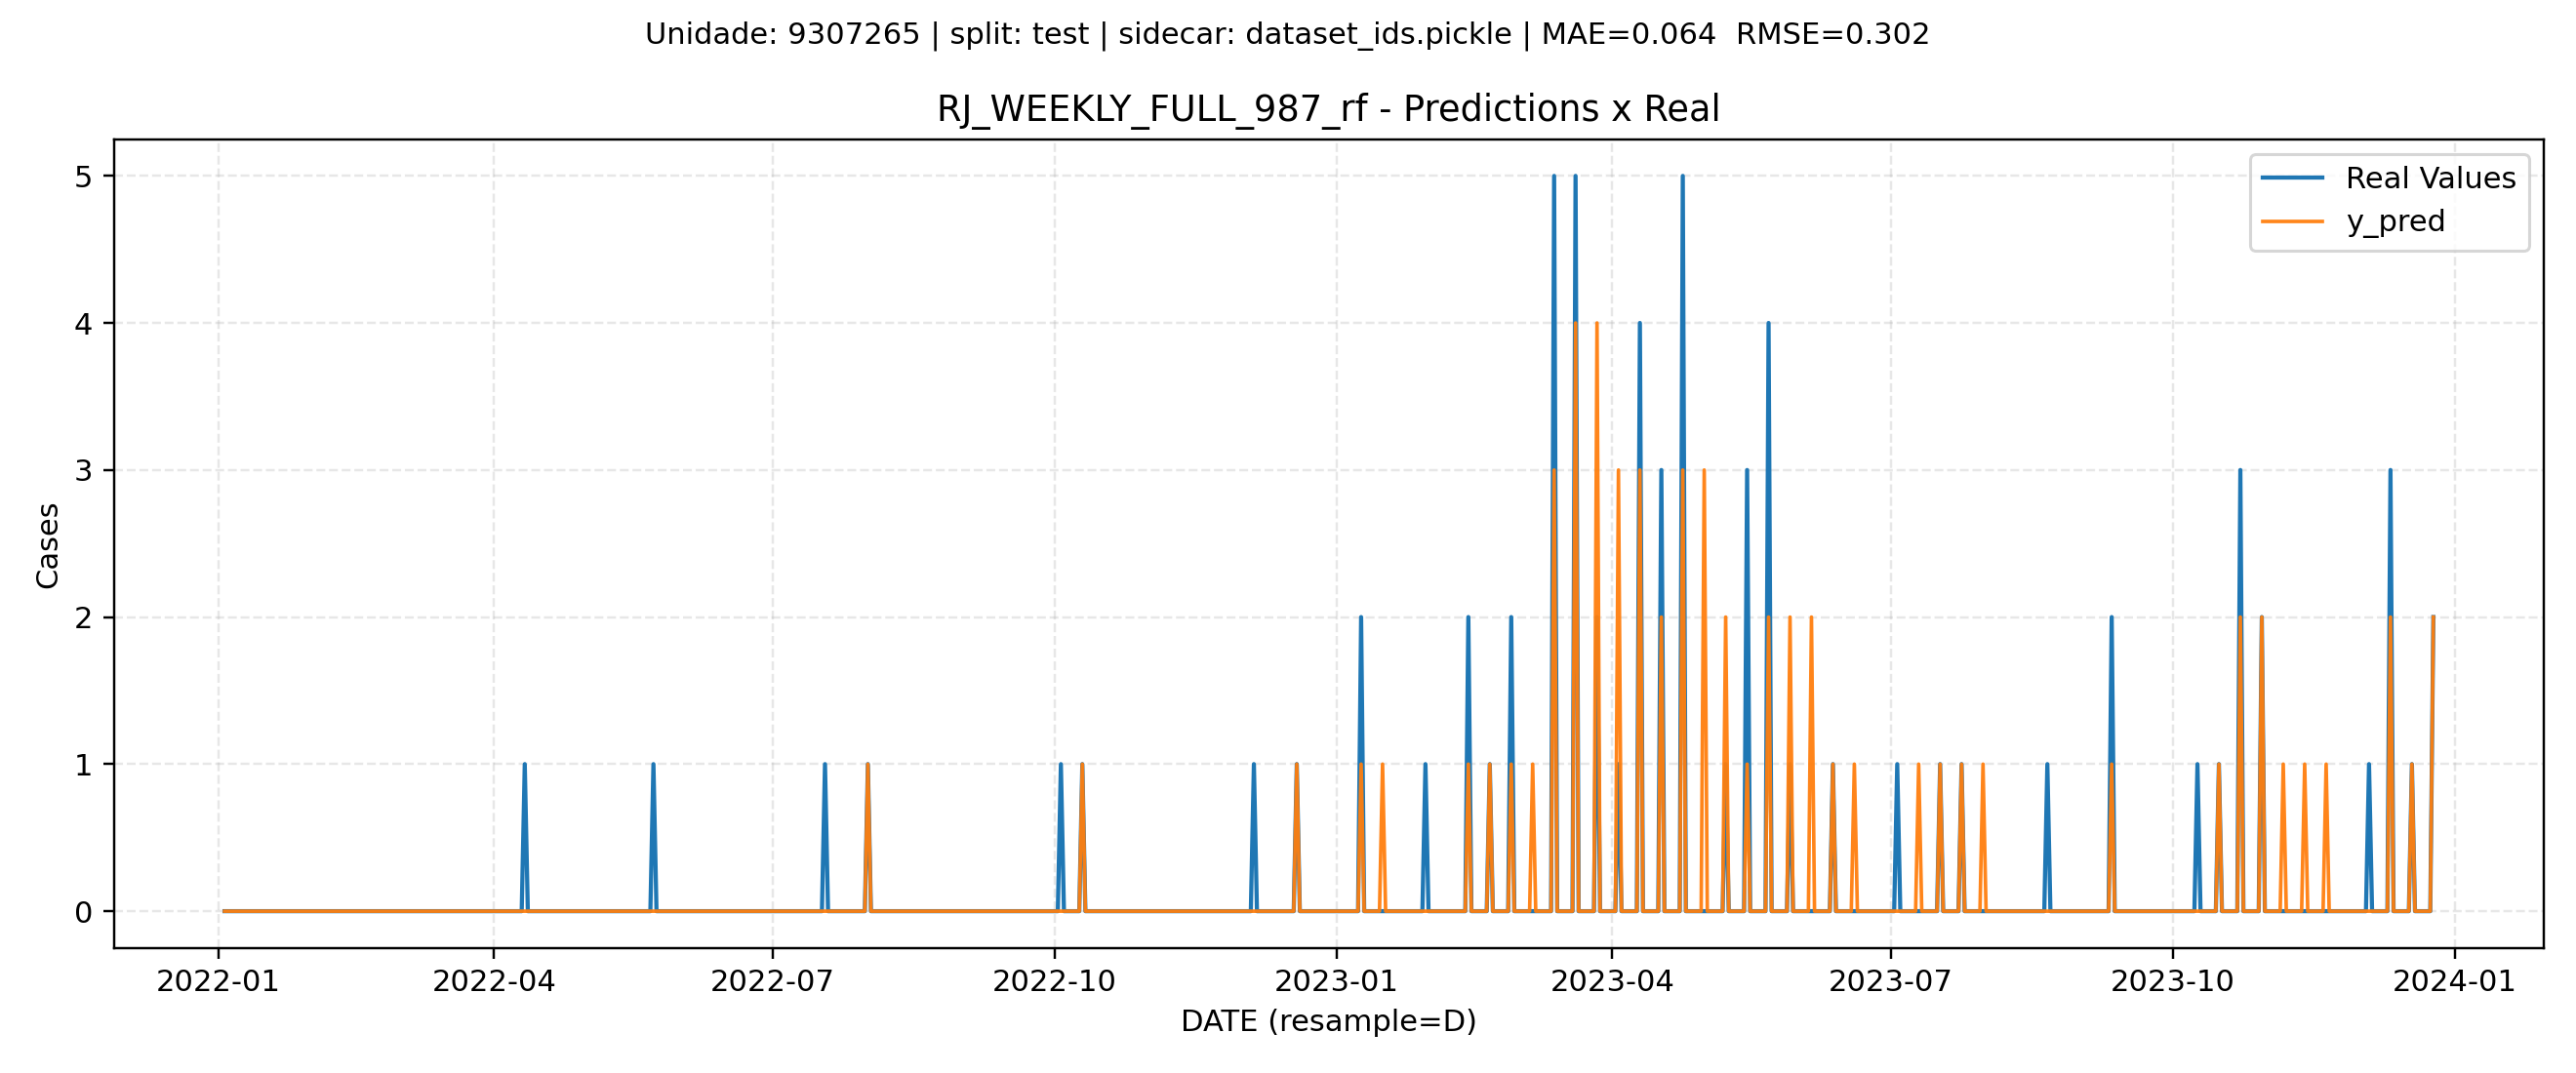 Unidade: 9307265 | split: test | sidecar: dataset_ids.pickle | MAE=0.064  RMSE=0.302
RJ_WEEKLY_FULL_987_rf - Predictions x Real
Real Values
y_pred
Cases
5
4
3
2
1
0
2022-01
2022-04
2022-07
2022-10
2023-01
2023-04
2023-07
2023-10
2024-01
DATE (resample=D)